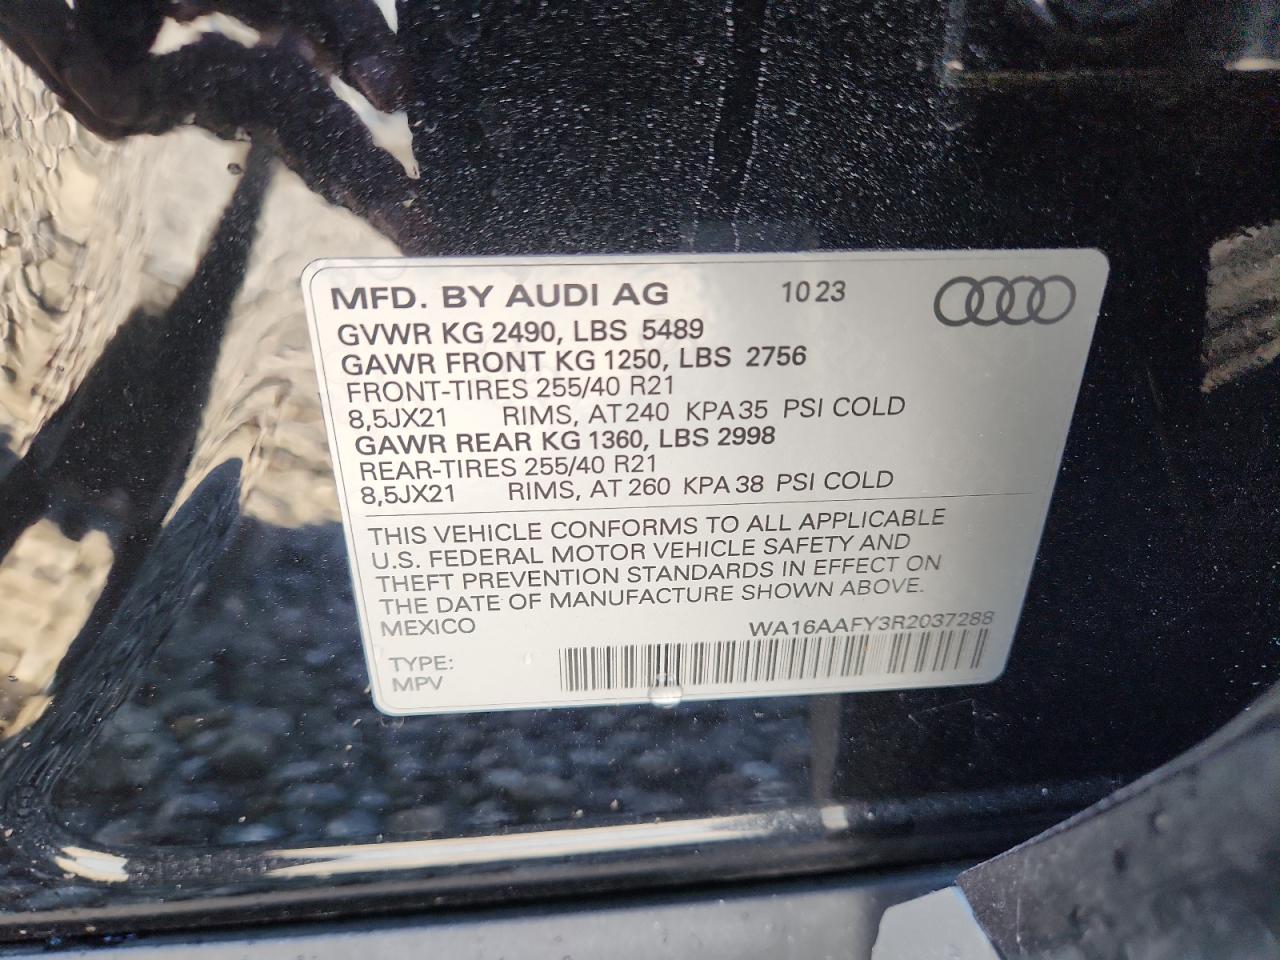 MFD. BY AUDI AG 10 23
GVWR KG 2490, LBS 5489
GAWR FRONT KG 1250, LBS 2756
FRONT-TIRES 255/40 R21
8,5JX21 RIMS, AT 240 KPA 35 PSI COLD
GAWR REAR KG 1360, LBS 2998
REAR-TIRES 255/40 R21
8,5JX21 RIMS, AT 260 KPA 38 PSI COLD
THIS VEHICLE CONFORMS TO ALL APPLICABLE
U.S. FEDERAL MOTOR VEHICLE SAFETY AND
THEFT PREVENTION STANDARDS IN EFFECT ON
THE DATE OF MANUFACTURE SHOWN ABOVE.
MEXICO WA16AAFY3R2037288
TYPE:
MPV